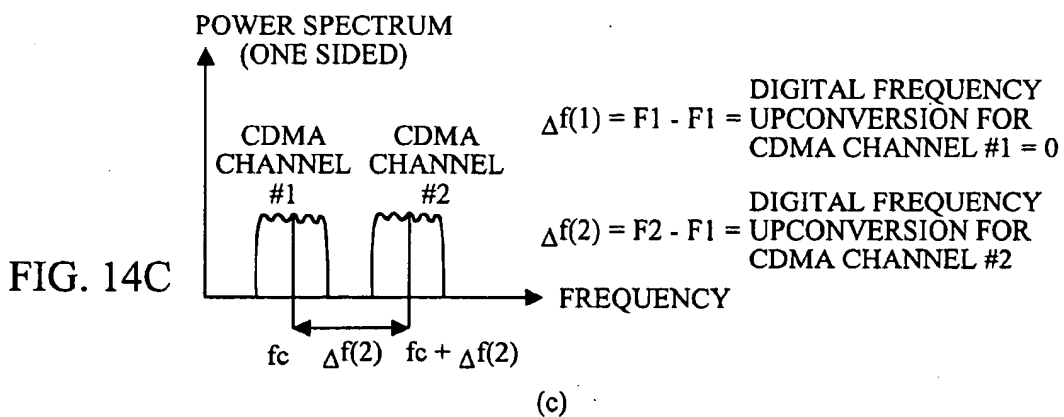 POWER SPECTRUM
(ONE SIDED)
CDMA
CHANNEL
#1
CDMA
CHANNEL
#2
FIG. 14C
FREQUENCY
fc
Δf(2)
fc + Δf(2)
DIGITAL FREQUENCY
Δf(1) = F1 - F1 = UPCONVERSION FOR
CDMA CHANNEL #1 = 0
DIGITAL FREQUENCY
Δf(2) = F2 - F1 = UPCONVERSION FOR
CDMA CHANNEL #2
(c)